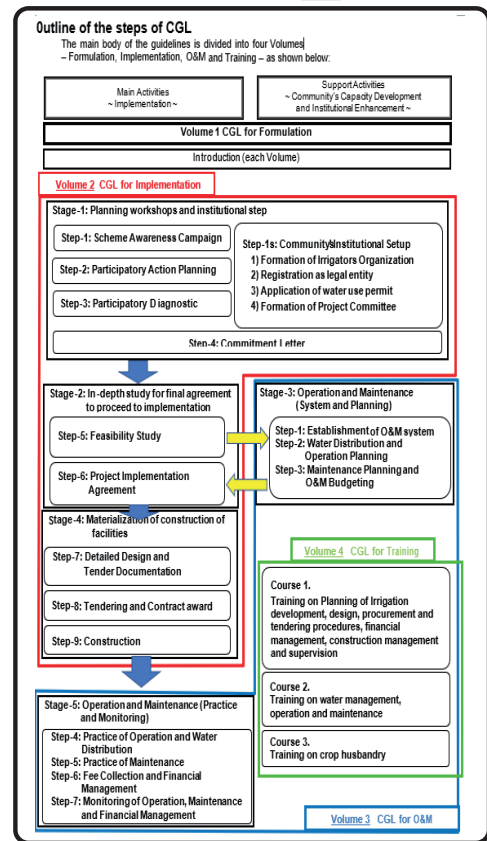 Outline of the steps of CGL
The main body of the guidelines is divided into four Volumes
– Formulation, Implementation, O&M and Training – as shown below:
Main Activities
~ Implementation ~
Support Activities
~ Community's Capacity Development
and Institutional Enhancement ~
Volume 1 CGL for Formulation
Introduction (each Volume)
Volume 2 CGL for Implementation
Stage-1: Planning workshops and institutional step
Step-1: Scheme Awareness Campaign
Step-2: Participatory Action Planning
Step-3: Participatory Diagnostic
Step-1s: Community's Institutional Setup
1) Formation of Irrigators Organization
2) Registration as legal entity
3) Application of water use permit
4) Formation of Project Committee
Step-4: Commitment Letter
Stage-2: In-depth study for final agreement
to proceed to implementation
Step-5: Feasibility Study
Step-6: Project Implementation
Agreement
Stage-3: Operation and Maintenance
(System and Planning)
Step-1: Establishment of O&M system
Step-2: Water Distribution and
Operation Planning
Step-3: Maintenance Planning and
O&M Budgeting
Stage-4: Materialization of construction of
facilities
Step-7: Detailed Design and
Tender Documentation
Step-8: Tendering and Contract award
Step-9: Construction
Volume 4 CGL for Training
Course 1.
Training on Planning of Irrigation
development, design, procurement and
tendering procedures, financial
management, construction management
and supervision
Course 2.
Training on water management,
operation and maintenance
Course 3.
Training on crop husbandry
Stage-5: Operation and Maintenance (Practice
and Monitoring)
Step-4: Practice of Operation and Water
Distribution
Step-5: Practice of Maintenance
Step-6: Fee Collection and Financial
Management
Step-7: Monitoring of Operation, Maintenance
and Financial Management
Volume 3 CGL for O&M